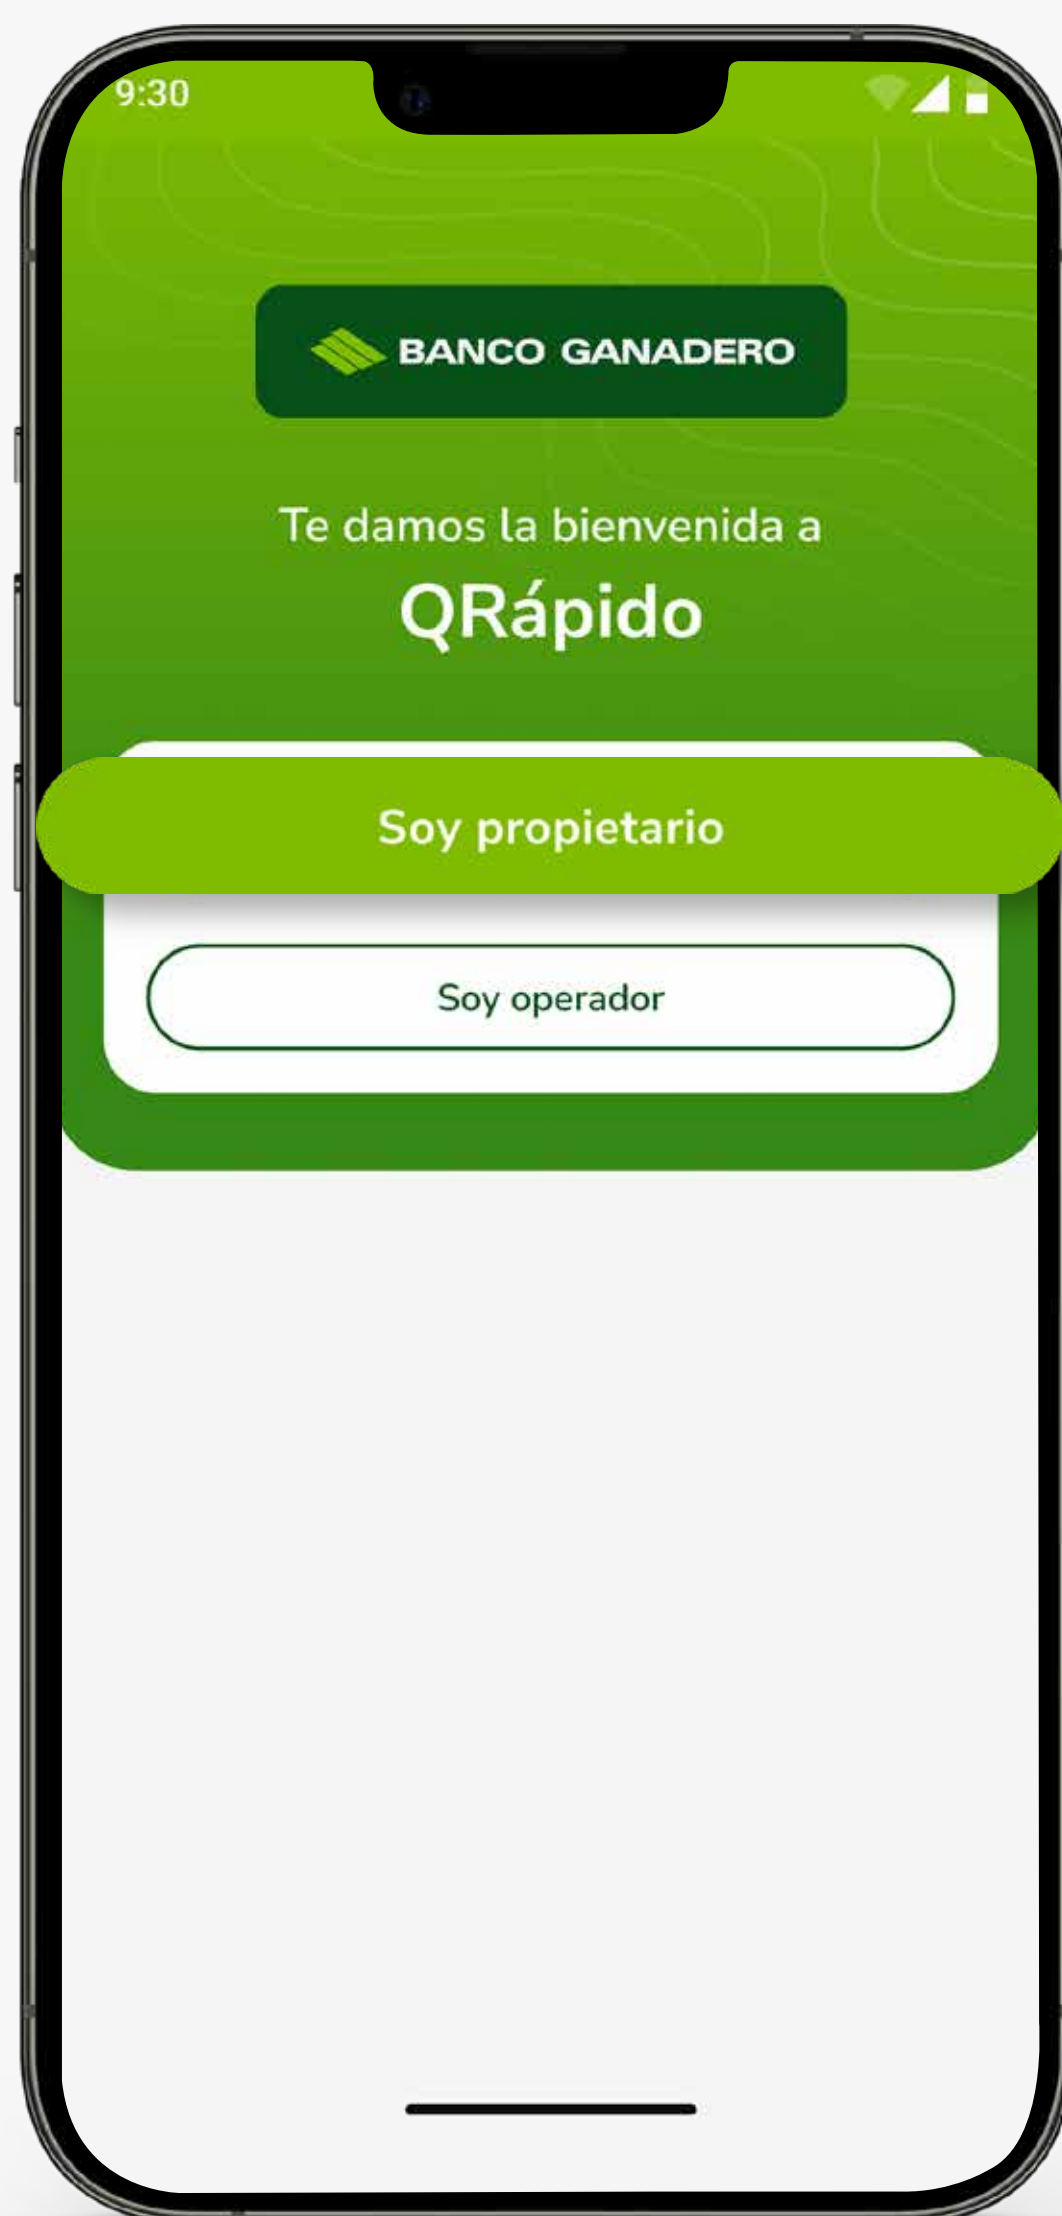 9:30
BANCO GANADERO
Te damos la bienvenida a
QRápido
Soy propietario
Soy operador